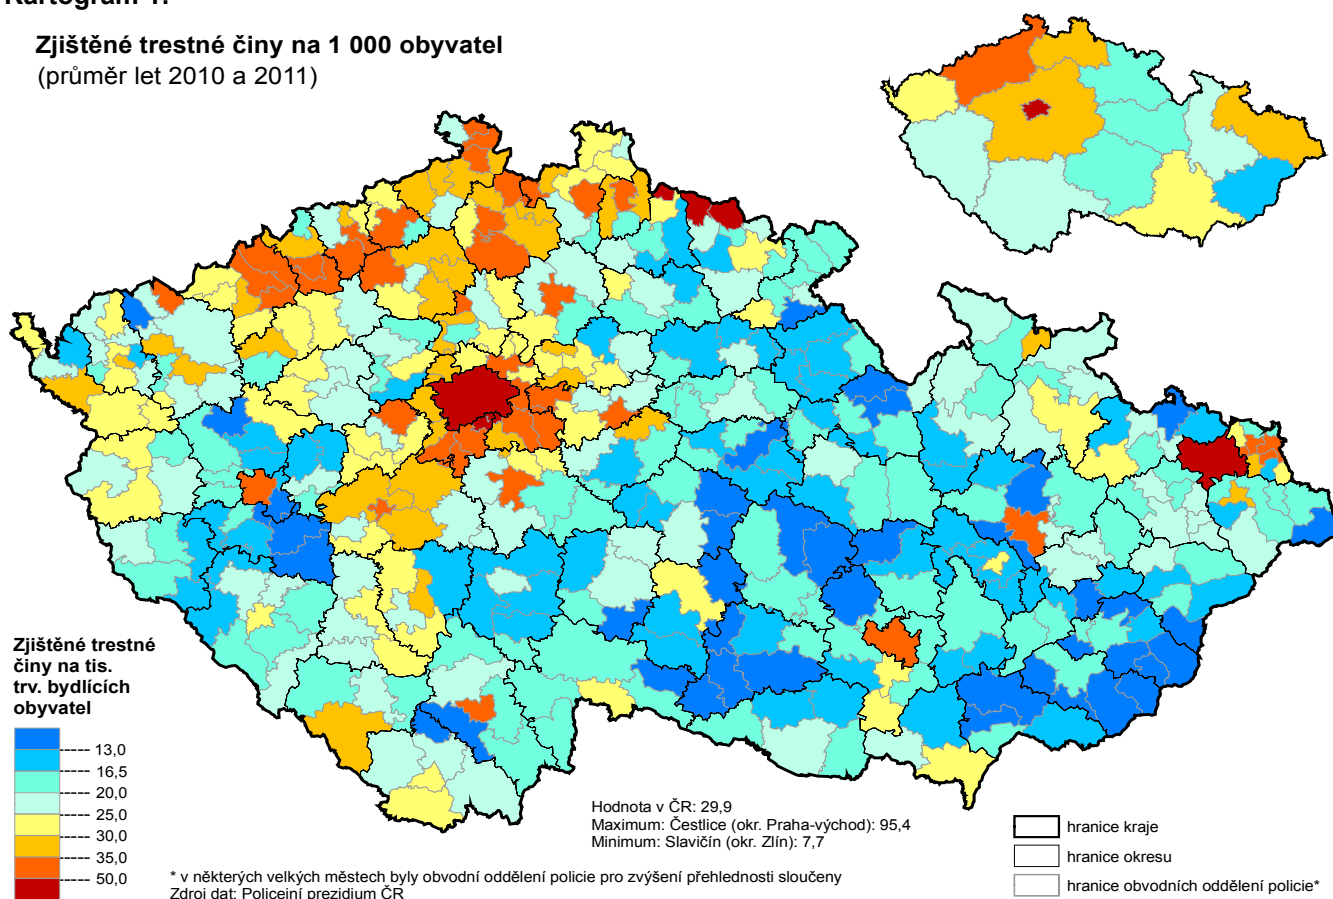 Kartogram 1:
Zjištěné trestné činy na 1 000 obyvatel
(průměr let 2010 a 2011)
Zjištěné trestné
činy na tis.
trv. bydlících
obyvatel
13,0
16,5
20,0
25,0
30,0
35,0
50,0
Hodnota v ČR: 29,9
Maximum: Čestlice (okr. Praha-východ): 95,4
Minimum: Slavičín (okr. Zlín): 7,7
* v některých velkých městech byly obvodní oddělení policie pro zvýšení přehlednosti sloučeny
Zdroj dat: Policejní prezidium ČR
hranice kraje
hranice okresu
hranice obvodních oddělení policie*